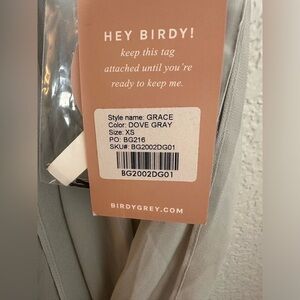 HEY BIRDY!
keep this tag
attached until you're
ready to keep me.
Style name: GRACE
Color: DOVE GRAY
Size: XS
PO: BG216
SKU#: BG2002DG01
BG2002DG01
BIRDYGREY.COM